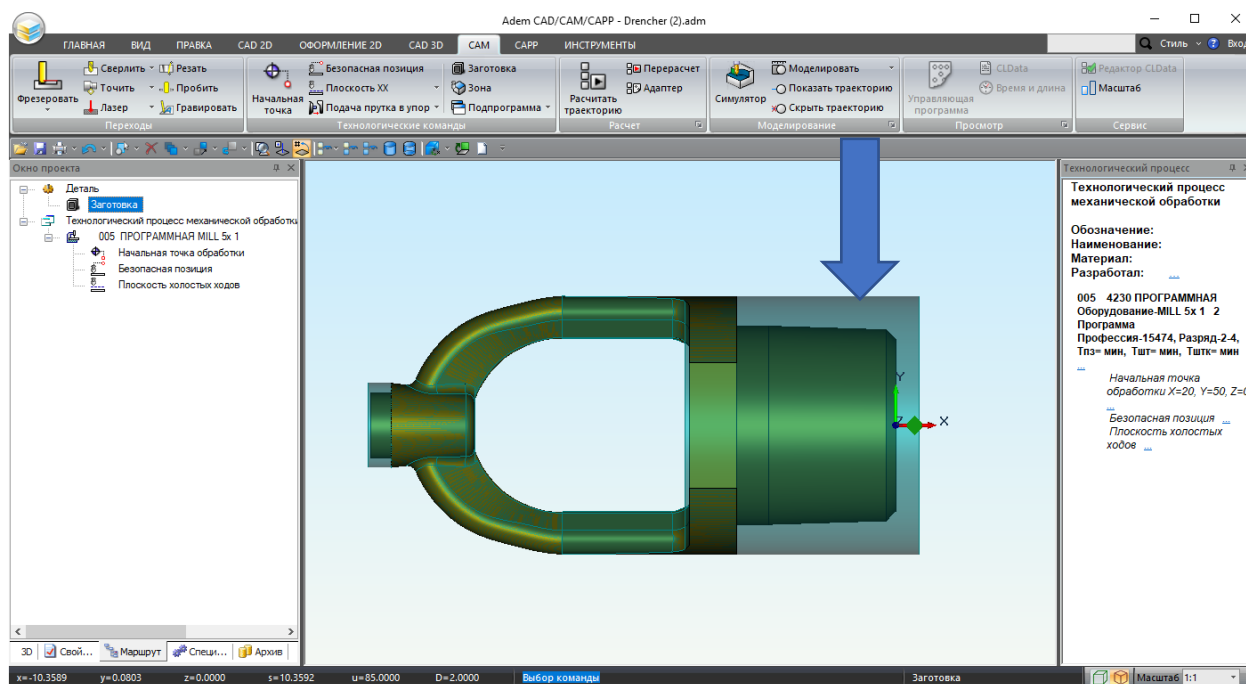 Adem CAD/CAM/CAPP - Drencher (2).adm
ГЛАВНАЯ ВИД ПРАВКА CAD 2D ОФОРМЛЕНИЕ 2D CAD 3D CAM CAPP ИНСТРУМЕНТЫ Стиль ? Вход
Фрезеровать
Сверлить Резать
Точить Пробить
Лазер Гравировать
Переходы
Начальная
точка
Безопасная позиция Заготовка
Плоскость ХХ Зона
Подача прутка в упор Подпрограмма
Технологические команды
Расчитать
траекторию
Перерасчет
Адаптер
Расчет
Симулятор
Моделировать
Показать траекторию
Скрыть траекторию
Моделирование
Управляющая
программа
CLData
Время и длина
Просмотр
Редактор CLData
Масштаб
Сервис
Окно проекта
Деталь
Заготовка
Технологический процесс механической обработки
005 ПРОГРАММНАЯ MILL 5x 1
Начальная точка обработки
Безопасная позиция
Плоскость холостых ходов
3D Свой... Маршрут Специ... Архив
Y
Z X
Технологический процесс
Технологический процесс
механической обработки
Обозначение:
Наименование:
Материал:
Разработал: ...
005 4230 ПРОГРАММНАЯ
Оборудование-MILL 5x 1 2
Программа
Профессия-15474, Разряд-2-4,
Тпз= мин, Тшт= мин, Тштк= мин
...
Начальная точка
обработки X=20, Y=50, Z=0
...
Безопасная позиция ...
Плоскость холостых
ходов ...
x=-10.3589 y=0.0803 z=0.0000 s=10.3592 u=85.0000 D=2.0000 Выбор команды Заготовка Масштаб 1:1